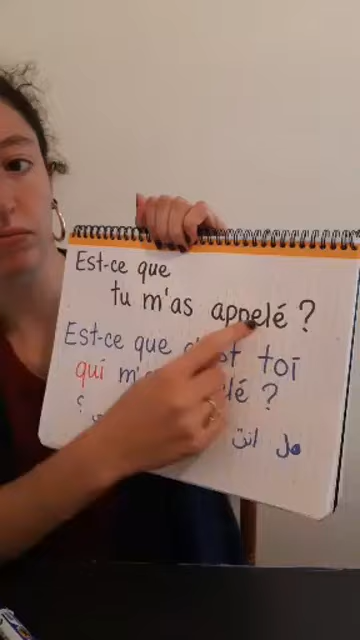 Est-ce que
tu m'as appelé ?
Est-ce que toi
qui ?
هل انت ؟